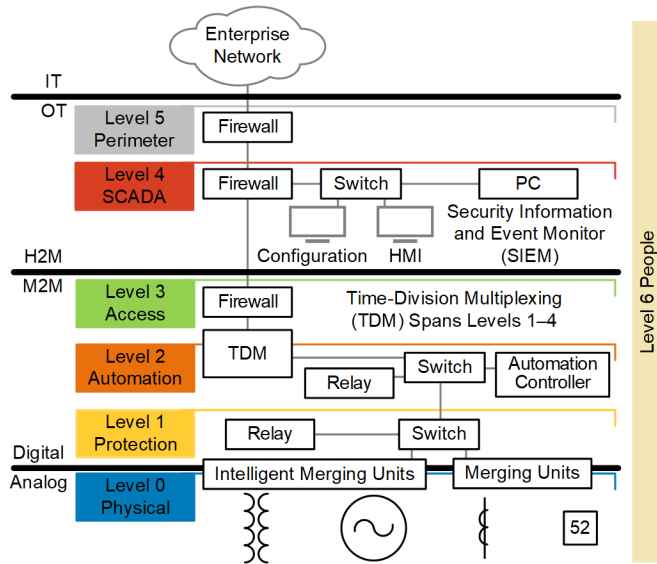 Enterprise
Network
IT
OT
Level 5
Perimeter
Firewall
Level 4
SCADA
Firewall
Switch
PC
Configuration
HMI
Security Information
and Event Monitor
(SIEM)
H2M
M2M
Level 3
Access
Firewall
Time-Division Multiplexing
(TDM) Spans Levels 1–4
Level 2
Automation
TDM
Relay
Switch
Automation
Controller
Level 1
Protection
Relay
Switch
Digital
Analog
Level 0
Physical
Intelligent Merging Units
Merging Units
52
Level 6 People